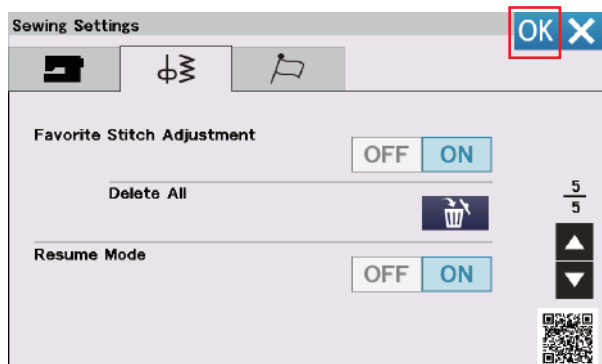 Sewing Settings
OK
Favorite Stitch Adjustment
OFF ON
Delete All
5
5
Resume Mode
OFF ON